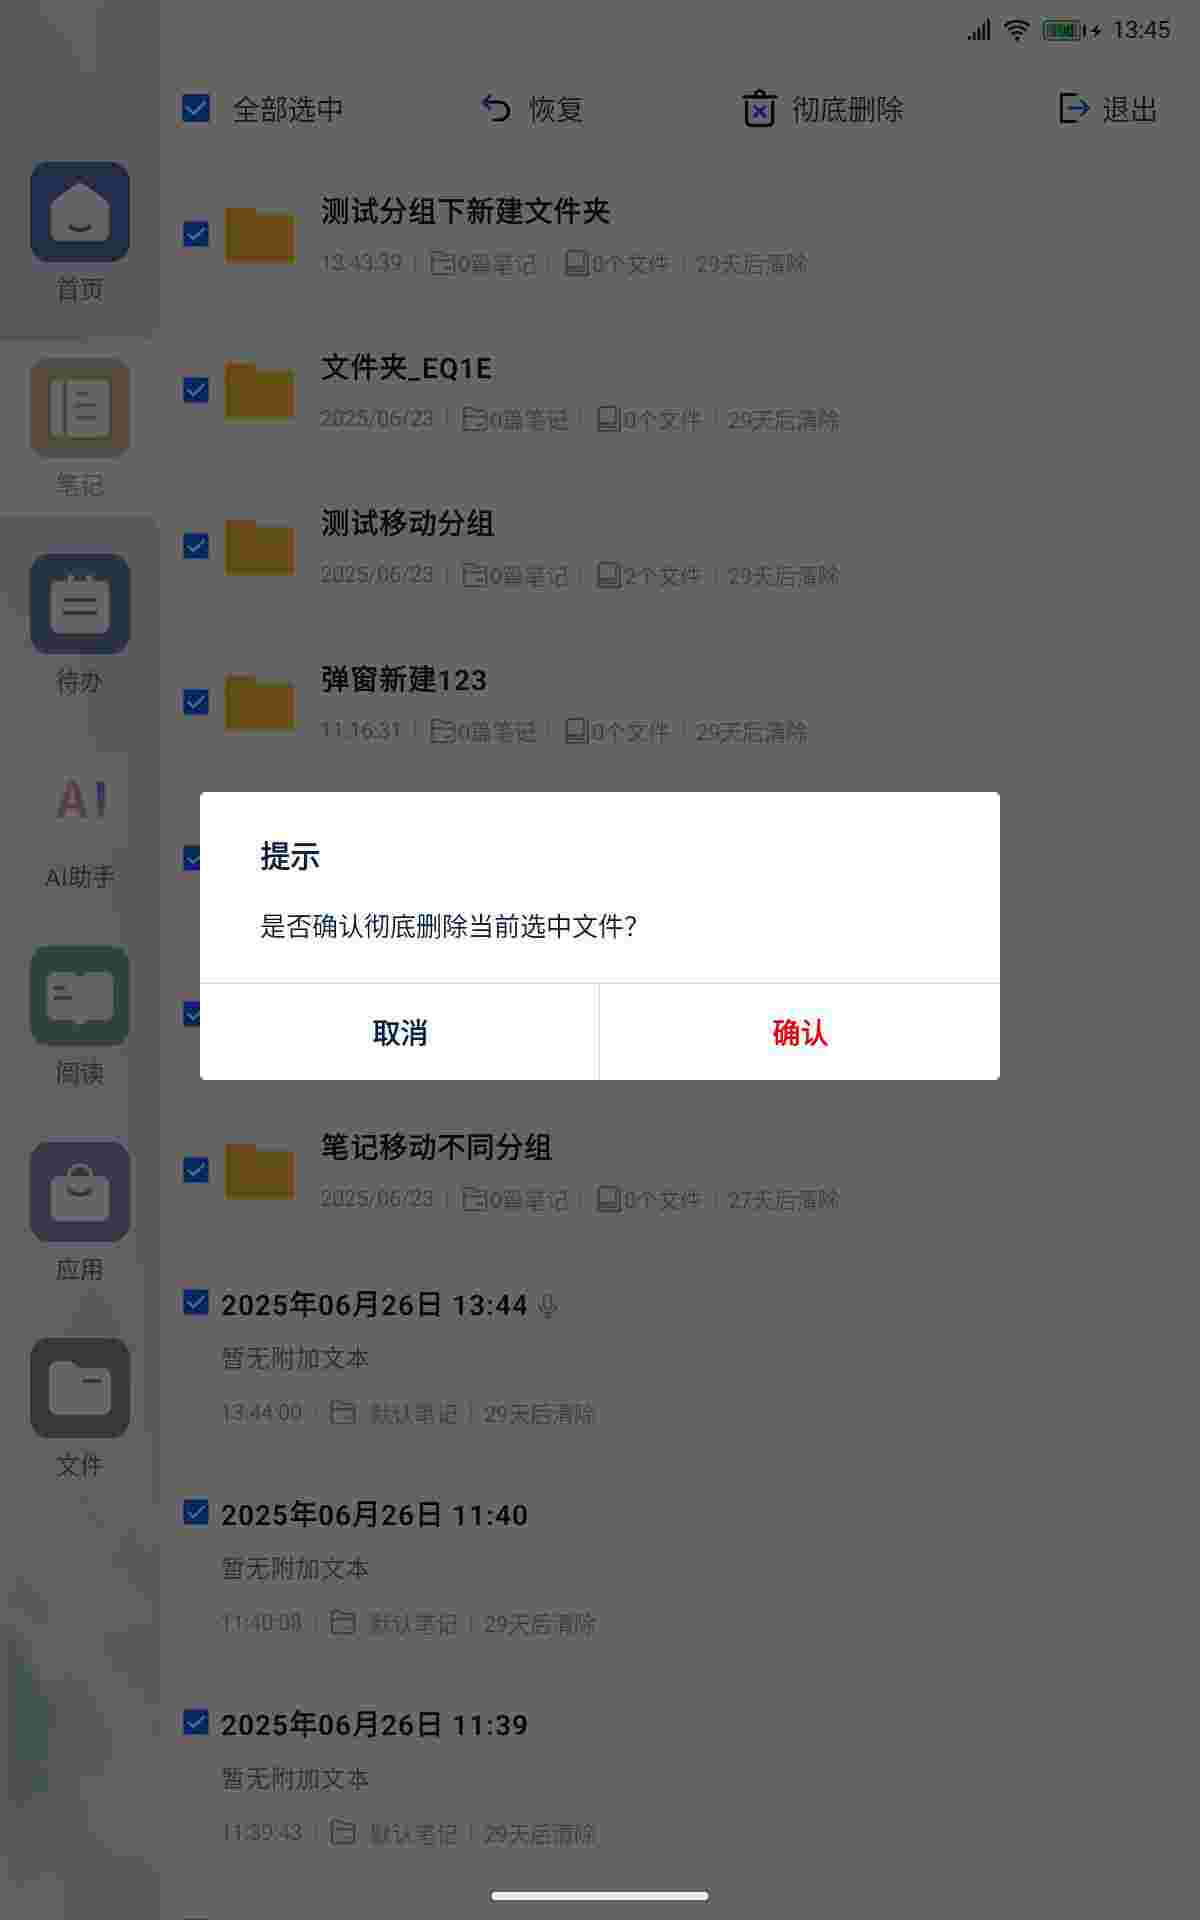 13:45
全部选中 恢复 彻底删除 退出
首页
笔记
待办
AI
AI助手
阅读
应用
文件
测试分组下新建文件夹
13:43:39 | 0篇笔记 | 0个文件 | 29天后清除
文件夹_EQ1E
2025/06/23 | 0篇笔记 | 0个文件 | 29天后清除
测试移动分组
2025/06/23 | 0篇笔记 | 2个文件 | 29天后清除
弹窗新建123
11:16:31 | 0篇笔记 | 0个文件 | 29天后清除
提示
是否确认彻底删除当前选中文件?
取消 确认
笔记移动不同分组
2025/06/23 | 0篇笔记 | 0个文件 | 27天后清除
2025年06月26日 13:44
暂无附加文本
13:44:00 | 默认笔记 | 29天后清除
2025年06月26日 11:40
暂无附加文本
11:40:08 | 默认笔记 | 29天后清除
2025年06月26日 11:39
暂无附加文本
11:39:43 | 默认笔记 | 29天后清除